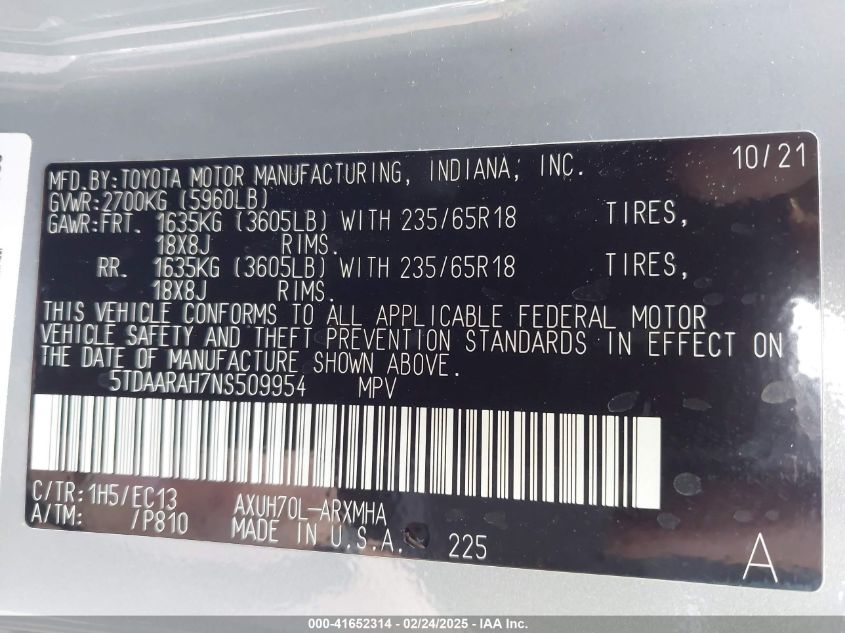 MFD.BY:TOYOTA MOTOR MANUFACTURING, INDIANA, INC. 10/21
GVWR:2700KG (5960LB)
GAWR:FRT. 1635KG (3605LB) WITH 235/65R18 TIRES,
18X8J RIMS.
RR. 1635KG (3605LB) WITH 235/65R18 TIRES,
18X8J RIMS.
THIS VEHICLE CONFORMS TO ALL APPLICABLE FEDERAL MOTOR
VEHICLE SAFETY AND THEFT PREVENTION STANDARDS IN EFFECT ON
THE DATE OF MANUFACTURE SHOWN ABOVE.
5TDAARAH7NS509954 MPV
C/TR:1H5/EC13 AXUH70L-ARXMHA
A/TM: /P810 MADE IN U.S.A. 225
A
000-41652314 - 02/24/2025 - IAA Inc.